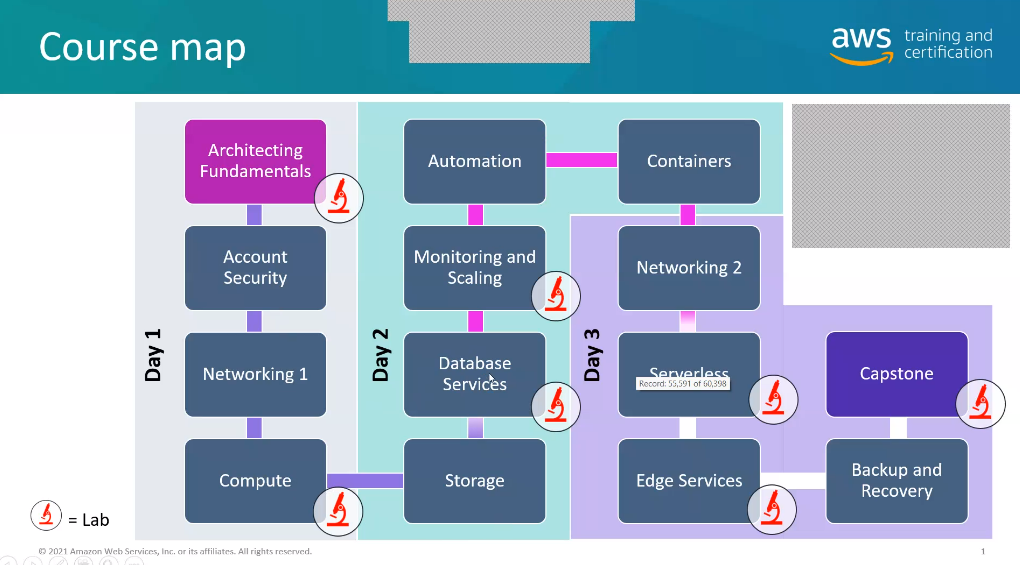 Course map
aws training and
certification
Day 1
Architecting
Fundamentals
Account
Security
Networking 1
Compute
Day 2
Automation
Monitoring and
Scaling
Database
Services
Storage
Day 3
Containers
Networking 2
Serverless
Record: 55,591 of 60,398
Edge Services
Capstone
Backup and
Recovery
= Lab
© 2021 Amazon Web Services, Inc. or its affiliates. All rights reserved.
1